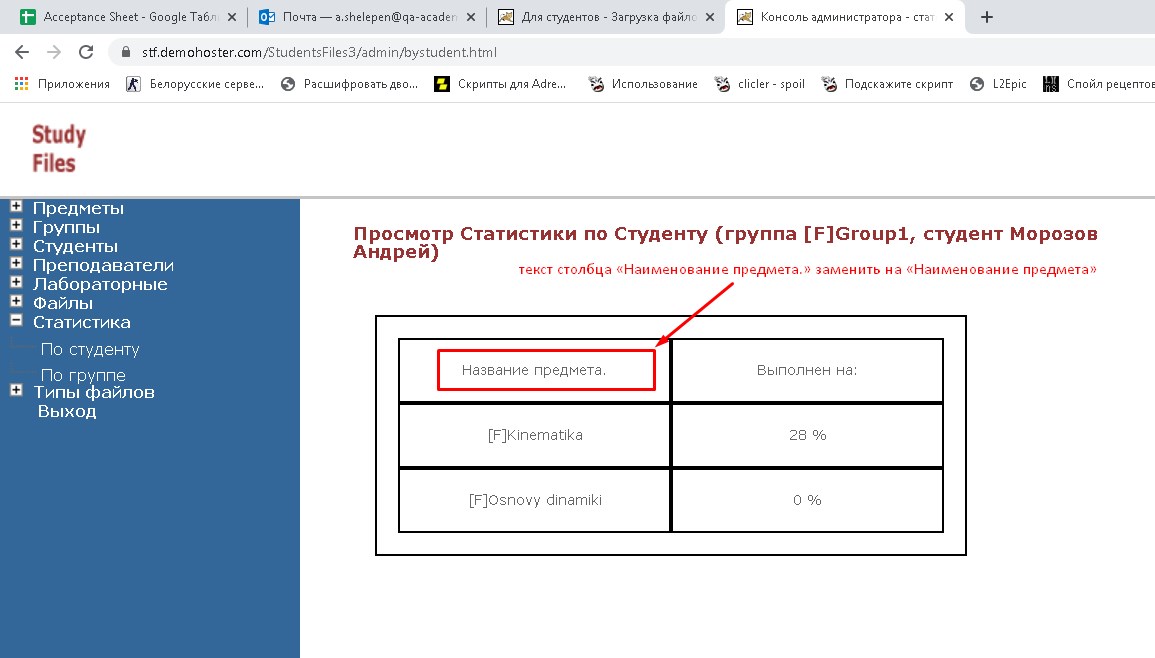 Acceptance Sheet - Google Табл
Почта — a.shelepen@qa-academ
Для студентов - Загрузка файло
Консоль администратора - стат
stf.demohoster.com/StudentsFiles3/admin/bystudent.html
Приложения
Белорусские серве...
Расшифровать дво...
Скрипты для Adre...
Использование
clicler - spoil
Подскажите скрипт
L2Epic
Спойл рецептов
Study
Files
Предметы
Группы
Студенты
Преподаватели
Лабораторные
Файлы
Статистика
По студенту
По группе
Типы файлов
Выход
Просмотр Статистики по Студенту (группа [F]Group1, студент Морозов
Андрей)
текст столбца «Наименование предмета.» заменить на «Наименование предмета»
Название предмета.
Выполнен на:
[F]Kinematika
28 %
[F]Osnovy dinamiki
0 %